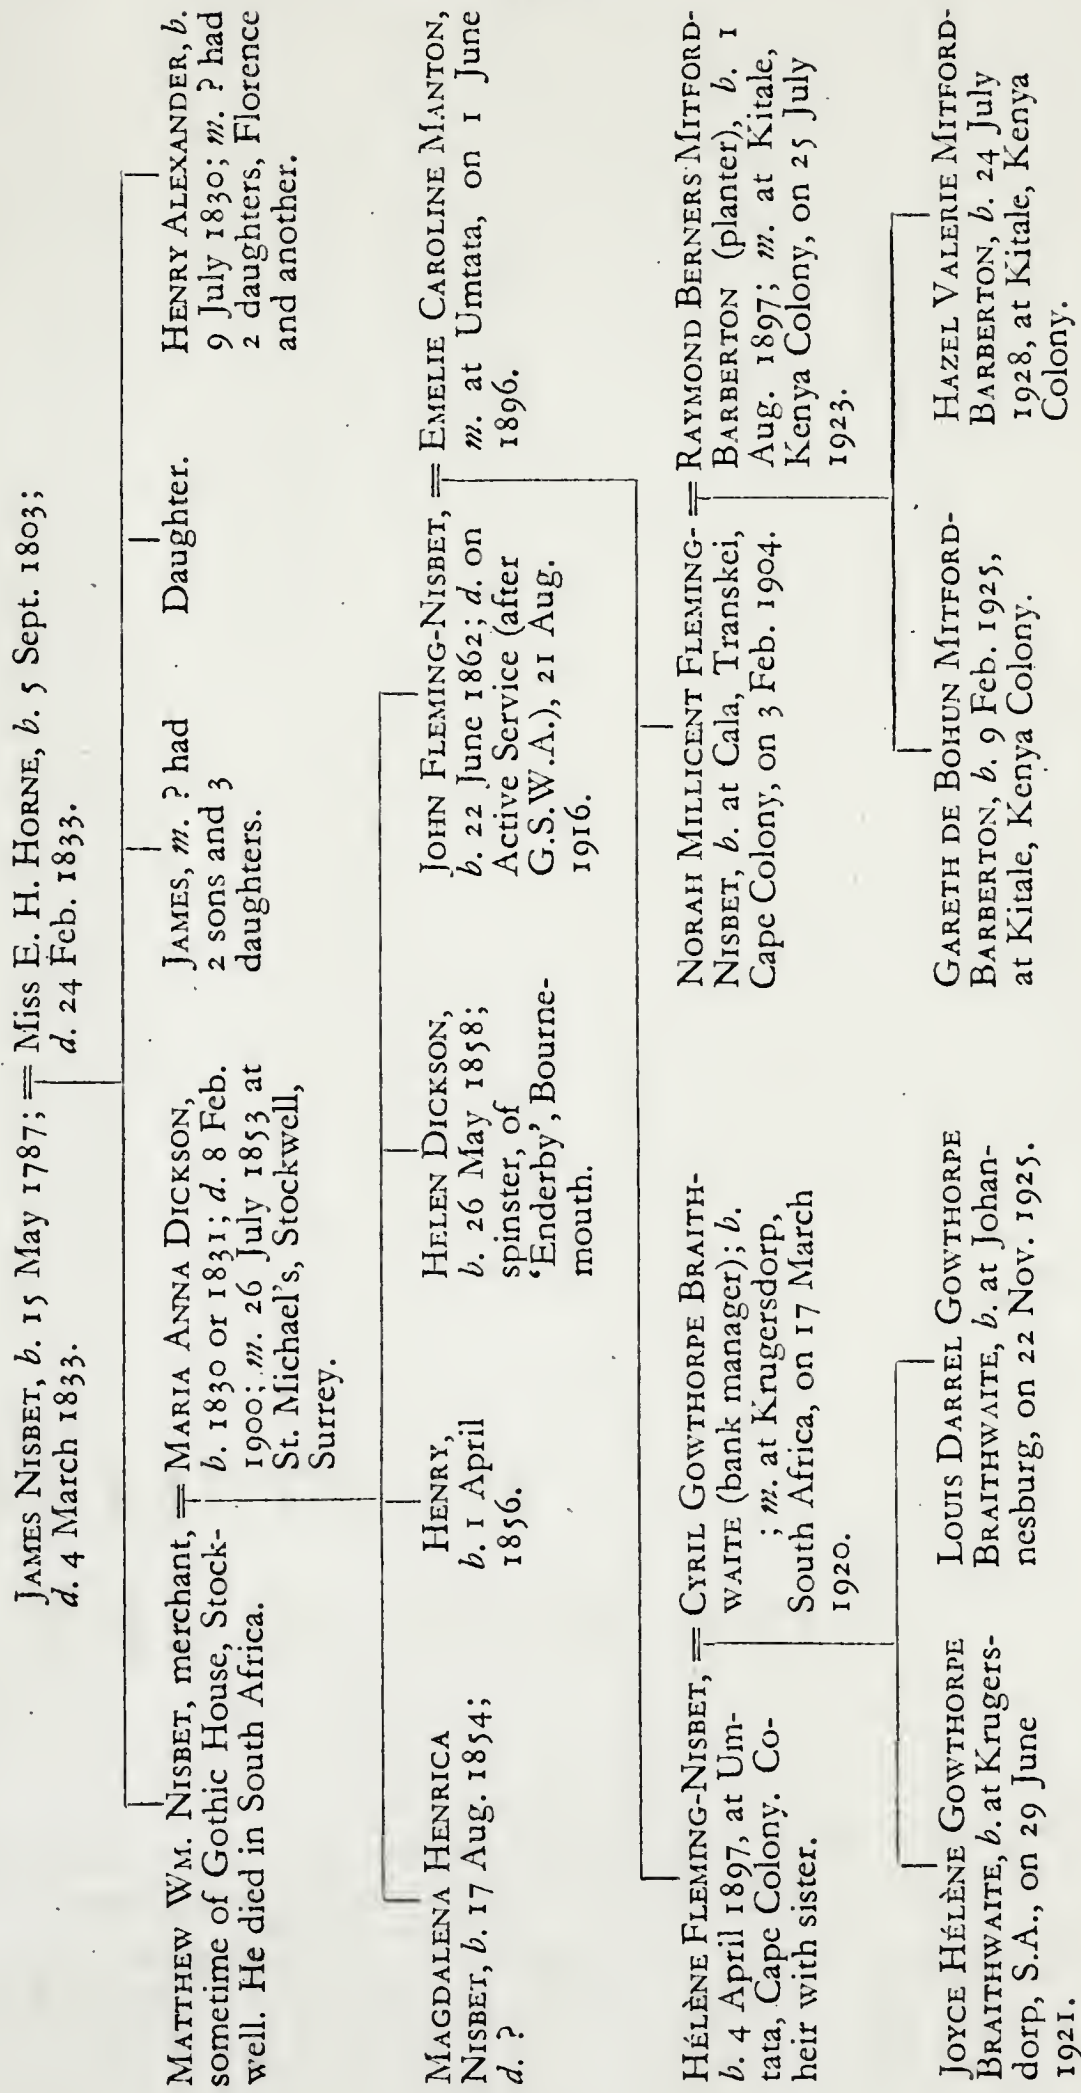 JAMES NISBET, b. 15 May 1787; = Miss E. H. HORNE, b. 5 Sept. 1803;
d. 4 March 1833.
d. 24 Feb. 1833.
MATTHEW WM. NISBET, merchant, =
sometime of Gothic House, Stock-
well. He died in South Africa.
MARIA ANNA DICKSON,
b. 1830 or 1831; d. 8 Feb.
1900; m. 26 July 1853 at
St. Michael's, Stockwell,
Surrey.
JAMES, m. ? had
2 sons and 3
daughters.
Daughter.
HENRY ALEXANDER, b.
9 July 1830; m. ? had
2 daughters, Florence
and another.
MAGDALENA HENRICA
NISBET, b. 17 Aug. 1854;
d. ?
HENRY,
b. 1 April
1856.
HELEN DICKSON,
b. 26 May 1858;
spinster, of
‘Enderby’, Bourne-
mouth.
JOHN FLEMING-NISBET, =
b. 22 June 1862; d. on
Active Service (after
G.S.W.A.), 21 Aug.
1916.
EMELIE CAROLINE MANTON,
m. at Umtata, on 1 June
1896.
HÉLÈNE FLEMING-NISBET, =
b. 4 April 1897, at Um-
tata, Cape Colony. Co-
heir with sister.
CYRIL GOWTHORPE BRAITH-
WAITE (bank manager); b.
; m. at Krugersdorp,
South Africa, on 17 March
1920.
NORAH MILLICENT FLEMING- =
NISBET, b. at Cala, Transkei,
Cape Colony, on 3 Feb. 1904.
RAYMOND BERNERS MITFORD-
BARBERTON (planter), b. 1
Aug. 1897; m. at Kitale,
Kenya Colony, on 25 July
1923.
JOYCE HÉLÈNE GOWTHORPE
BRAITHWAITE, b. at Krugers-
dorp, S.A., on 29 June
1921.
LOUIS DARREL GOWTHORPE
BRAITHWAITE, b. at Johan-
nesburg, on 22 Nov. 1925.
GARETH DE BOHUN MITFORD-
BARBERTON, b. 9 Feb. 1925,
at Kitale, Kenya Colony.
HAZEL VALERIE MITFORD-
BARBERTON, b. 24 July
1928, at Kitale, Kenya
Colony.